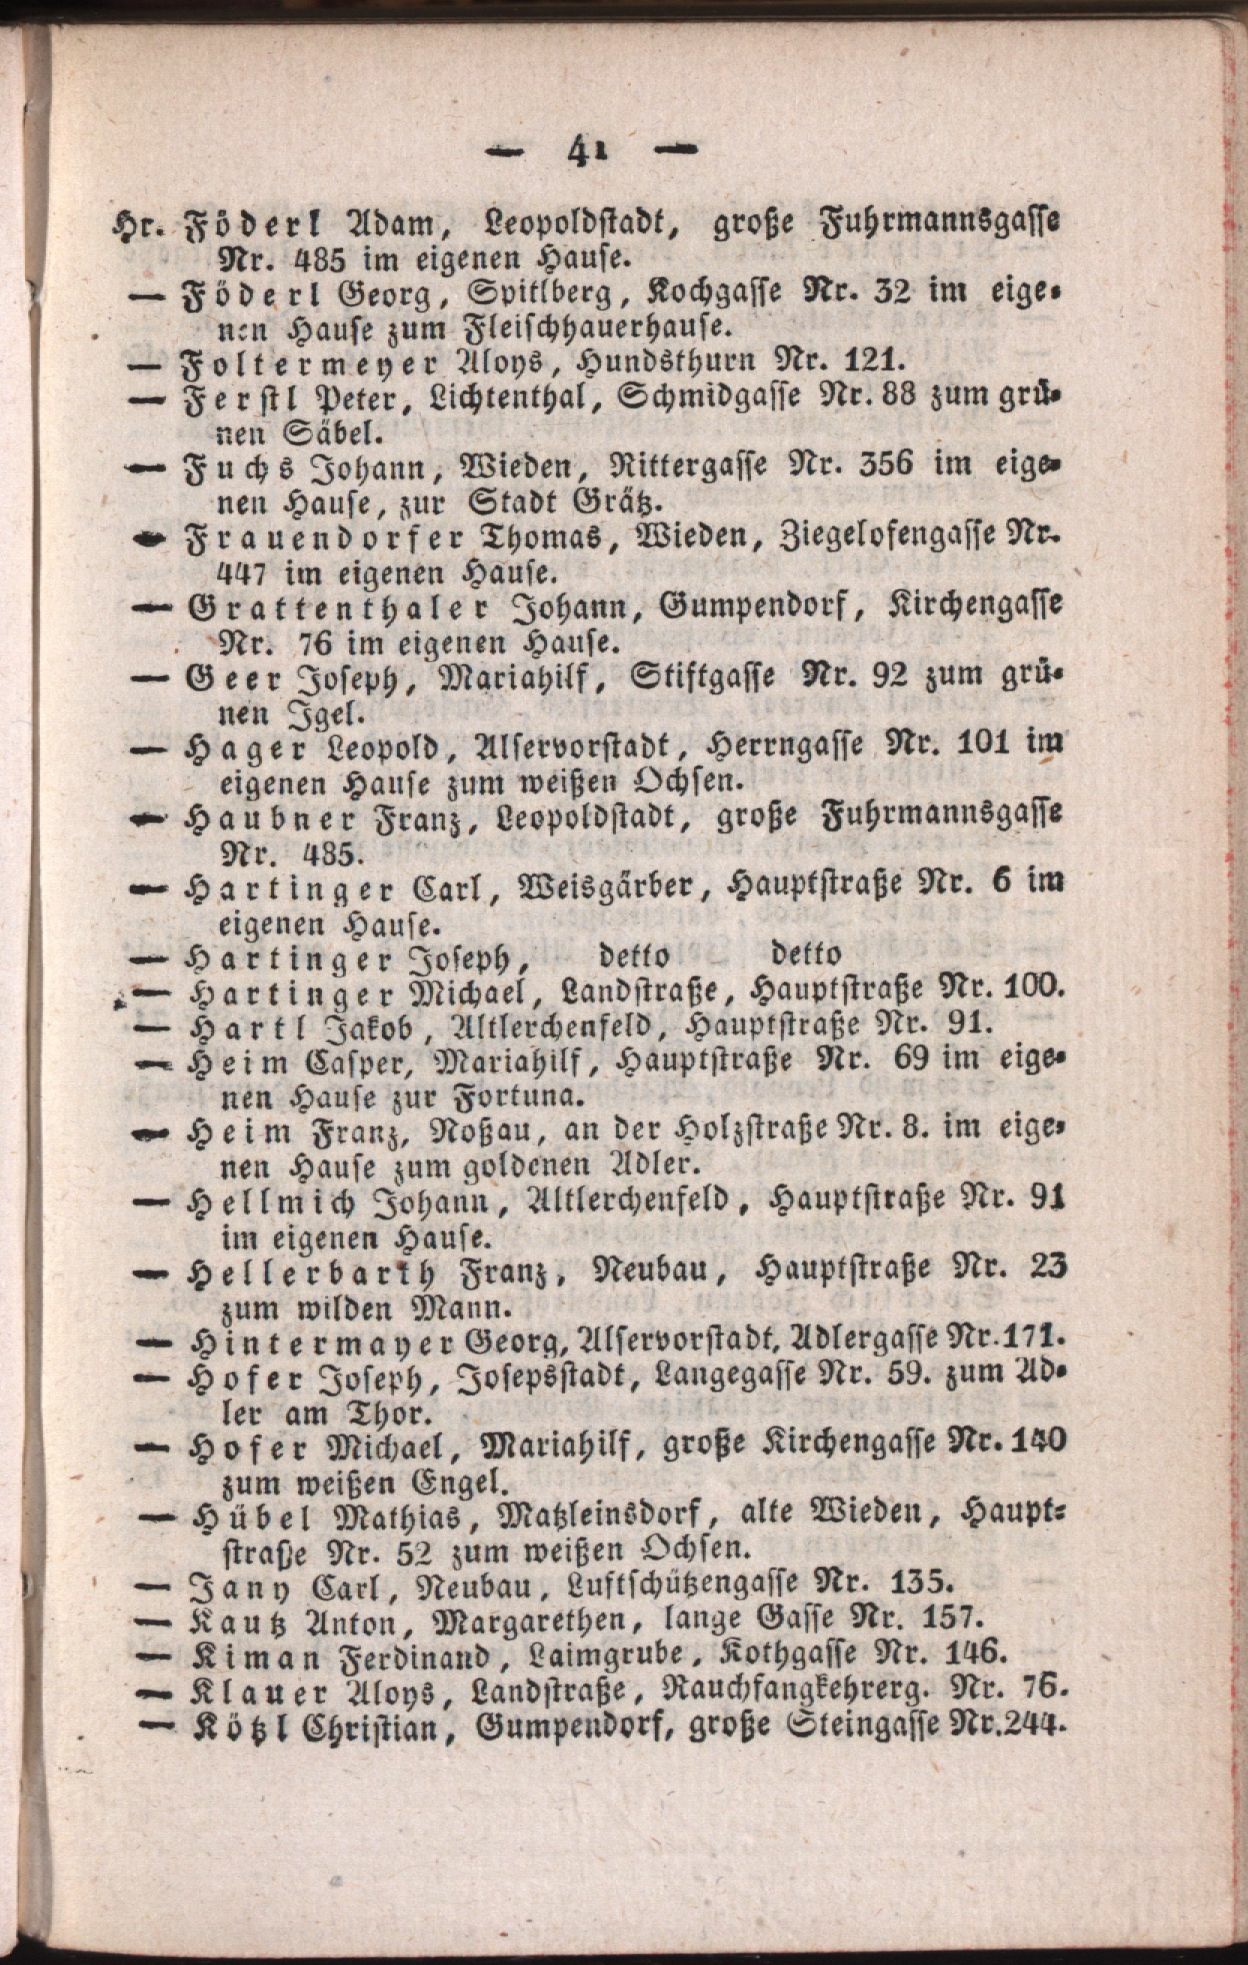 — 41 —
Hr. Föderl Adam, Leopoldstadt, große Fuhrmannsgasse
Nr. 485 im eigenen Hause.
— Föderl Georg, Spitlberg, Kochgasse Nr. 32 im eige-
nen Hause zum Fleischhauerhause.
— Foltermeyer Aloys, Hundsthurn Nr. 121.
— Ferstl Peter, Lichtenthal, Schmidgasse Nr. 88 zum grü-
nen Säbel.
— Fuchs Johann, Wieden, Rittergasse Nr. 356 im eige-
nen Hause, zur Stadt Grätz.
— Frauendorfer Thomas, Wieden, Ziegelofengasse Nr.
447 im eigenen Hause.
— Grattenthaler Johann, Gumpendorf, Kirchengasse
Nr. 76 im eigenen Hause.
— Geer Joseph, Mariahilf, Stiftgasse Nr. 92 zum grü-
nen Igel.
— Hager Leopold, Alservorstadt, Herrngasse Nr. 101 im
eigenen Hause zum weißen Ochsen.
— Haubner Franz, Leopoldstadt, große Fuhrmannsgasse
Nr. 485.
— Hartinger Carl, Weisgärber, Hauptstraße Nr. 6 im
eigenen Hause.
— Hartinger Joseph, detto detto
— Hartinger Michael, Landstraße, Hauptstraße Nr. 100.
— Hartl Jakob, Altlerchenfeld, Hauptstraße Nr. 91.
— Heim Casper, Mariahilf, Hauptstraße Nr. 69 im eige-
nen Hause zur Fortuna.
— Heim Franz, Roßau, an der Holzstraße Nr. 8. im eige-
nen Hause zum goldenen Adler.
— Hellmich Johann, Altlerchenfeld, Hauptstraße Nr. 91
im eigenen Hause.
— Hellerbarth Franz, Neubau, Hauptstraße Nr. 23
zum wilden Mann.
— Hintermayer Georg, Alservorstadt, Adlergasse Nr. 171.
— Hofer Joseph, Josepsstadt, Langegasse Nr. 59. zum Ad-
ler am Thor.
— Hofer Michael, Mariahilf, große Kirchengasse Nr. 140
zum weißen Engel.
— Hübel Mathias, Matzleinsdorf, alte Wieden, Haupt-
straße Nr. 52 zum weißen Ochsen.
— Jany Carl, Neubau, Luftschützengasse Nr. 135.
— Kautz Anton, Margarethen, lange Gasse Nr. 157.
— Kiman Ferdinand, Laimgrube, Kothgasse Nr. 146.
— Klauer Aloys, Landstraße, Rauchfangkehrerg. Nr. 76.
— Kötzl Christian, Gumpendorf, große Steingasse Nr. 244.